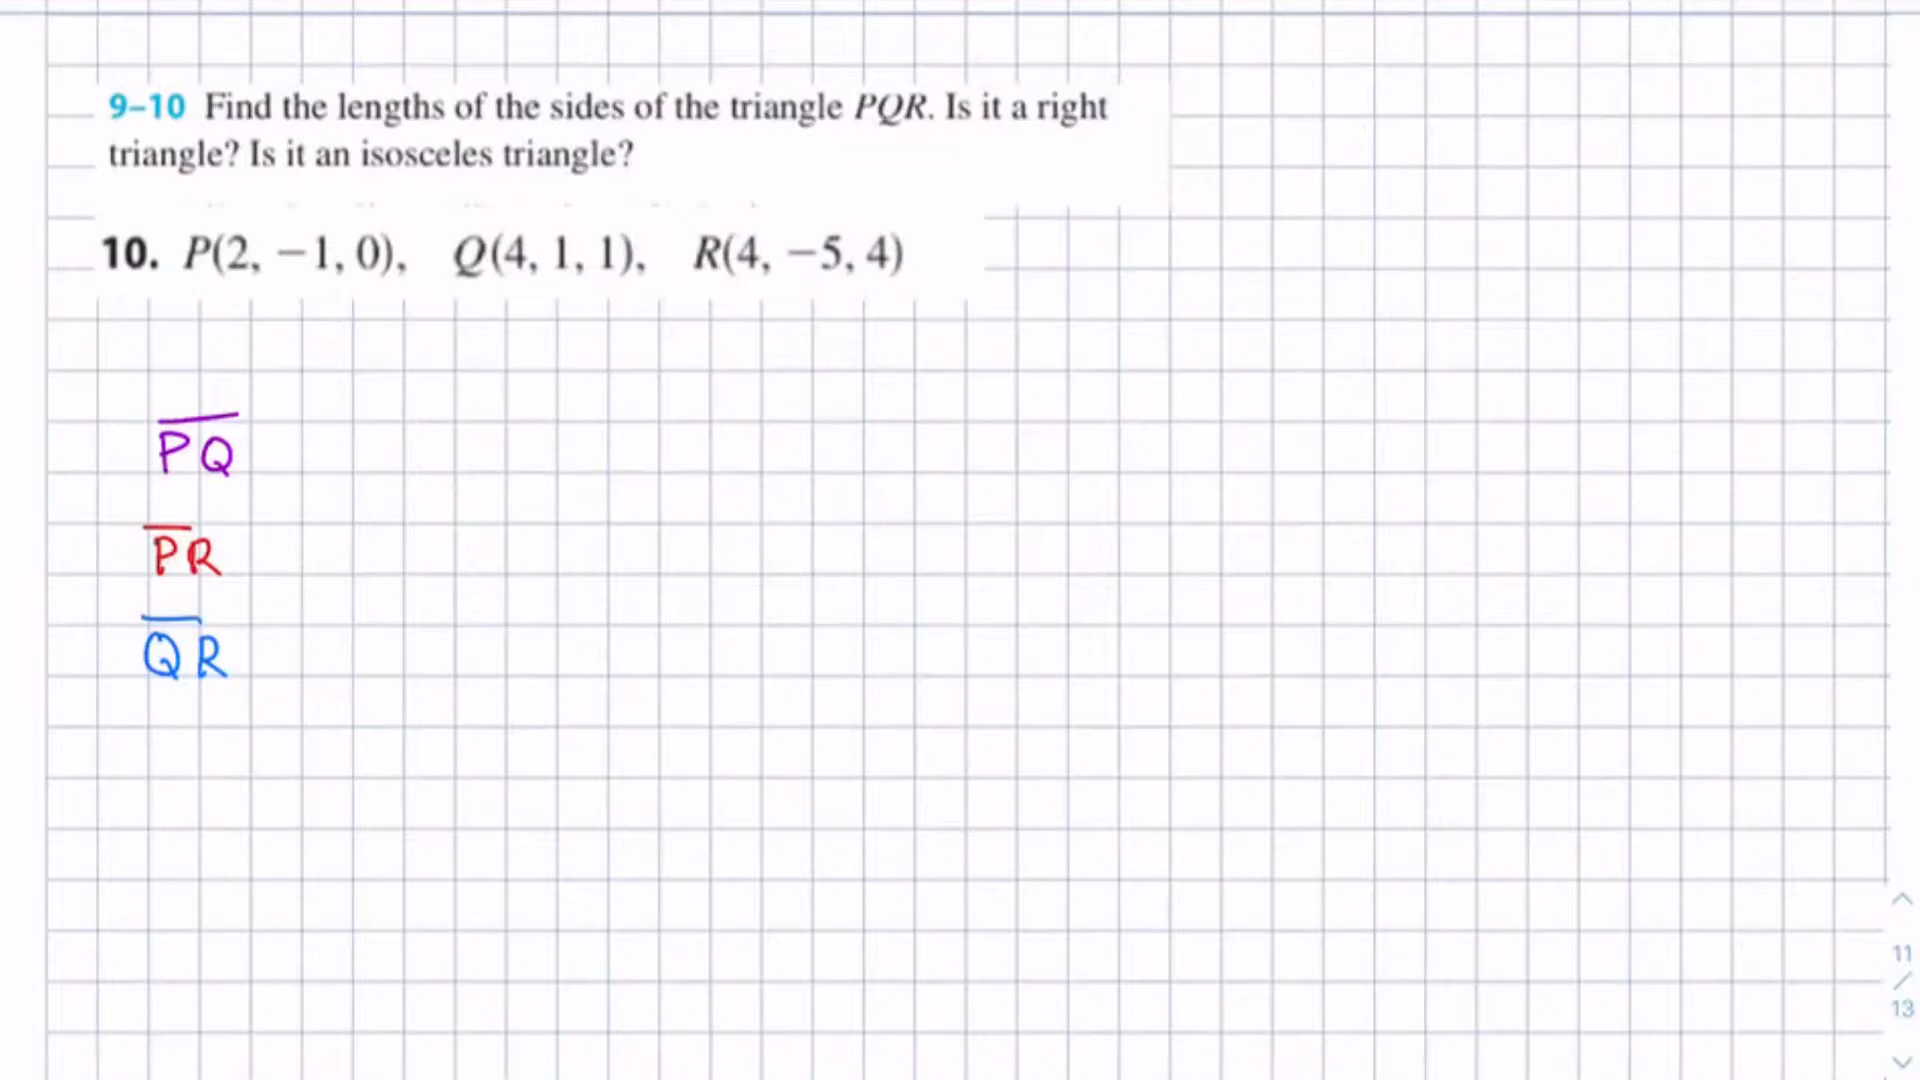 9–10 Find the lengths of the sides of the triangle PQR. Is it a right
triangle? Is it an isosceles triangle?
10. P(2, −1, 0), Q(4, 1, 1), R(4, −5, 4)
PQ
PR
QR
11
/
13